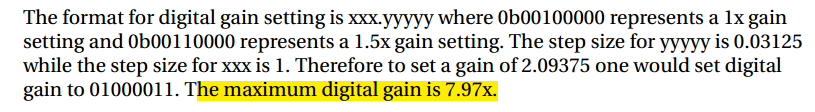 The format for digital gain setting is xxx.yyyyy where 0b00100000 represents a 1x gain
setting and 0b00110000 represents a 1.5x gain setting. The step size for yyyyy is 0.03125
while the step size for xxx is 1. Therefore to set a gain of 2.09375 one would set digital
gain to 01000011. The maximum digital gain is 7.97x.